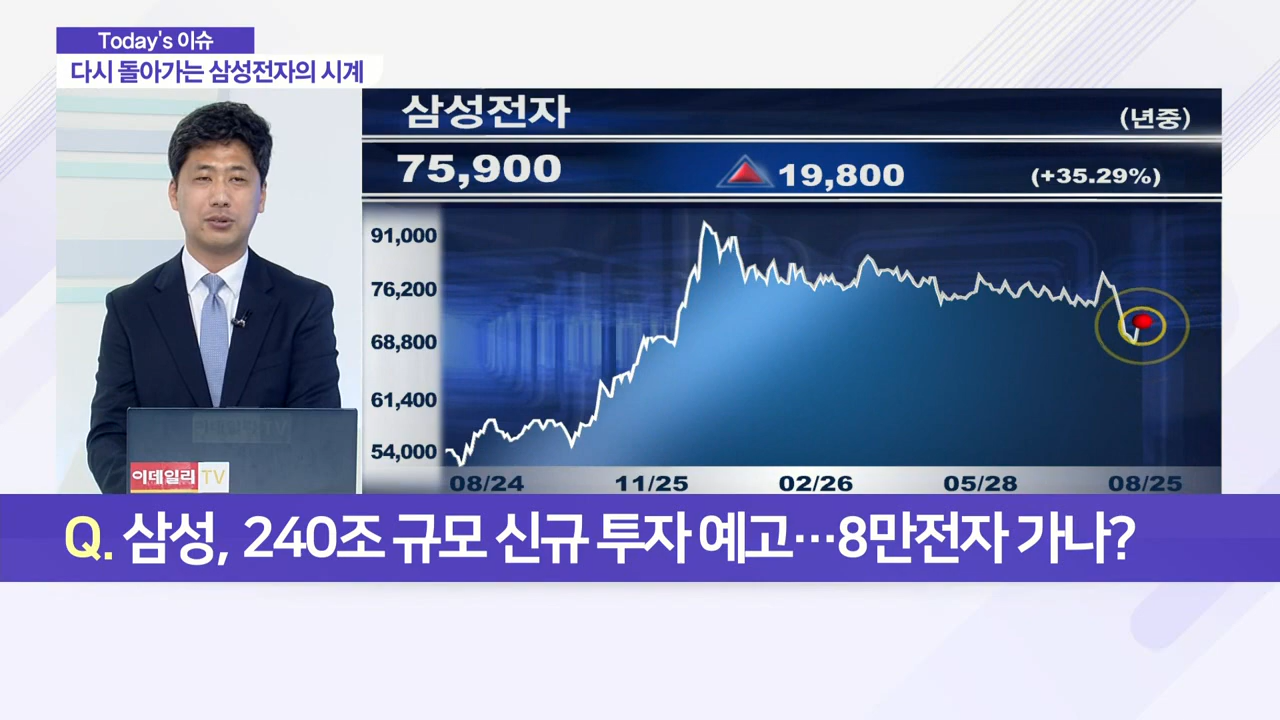 Today's 이슈
다시 돌아가는 삼성전자의 시계
삼성전자 (년중)
75,900 ▲ 19,800 (+35.29%)
91,000
76,200
68,800
61,400
54,000
08/24 11/25 02/26 05/28 08/25
이데일리 TV
Q. 삼성, 240조 규모 신규 투자 예고…8만전자 가나?